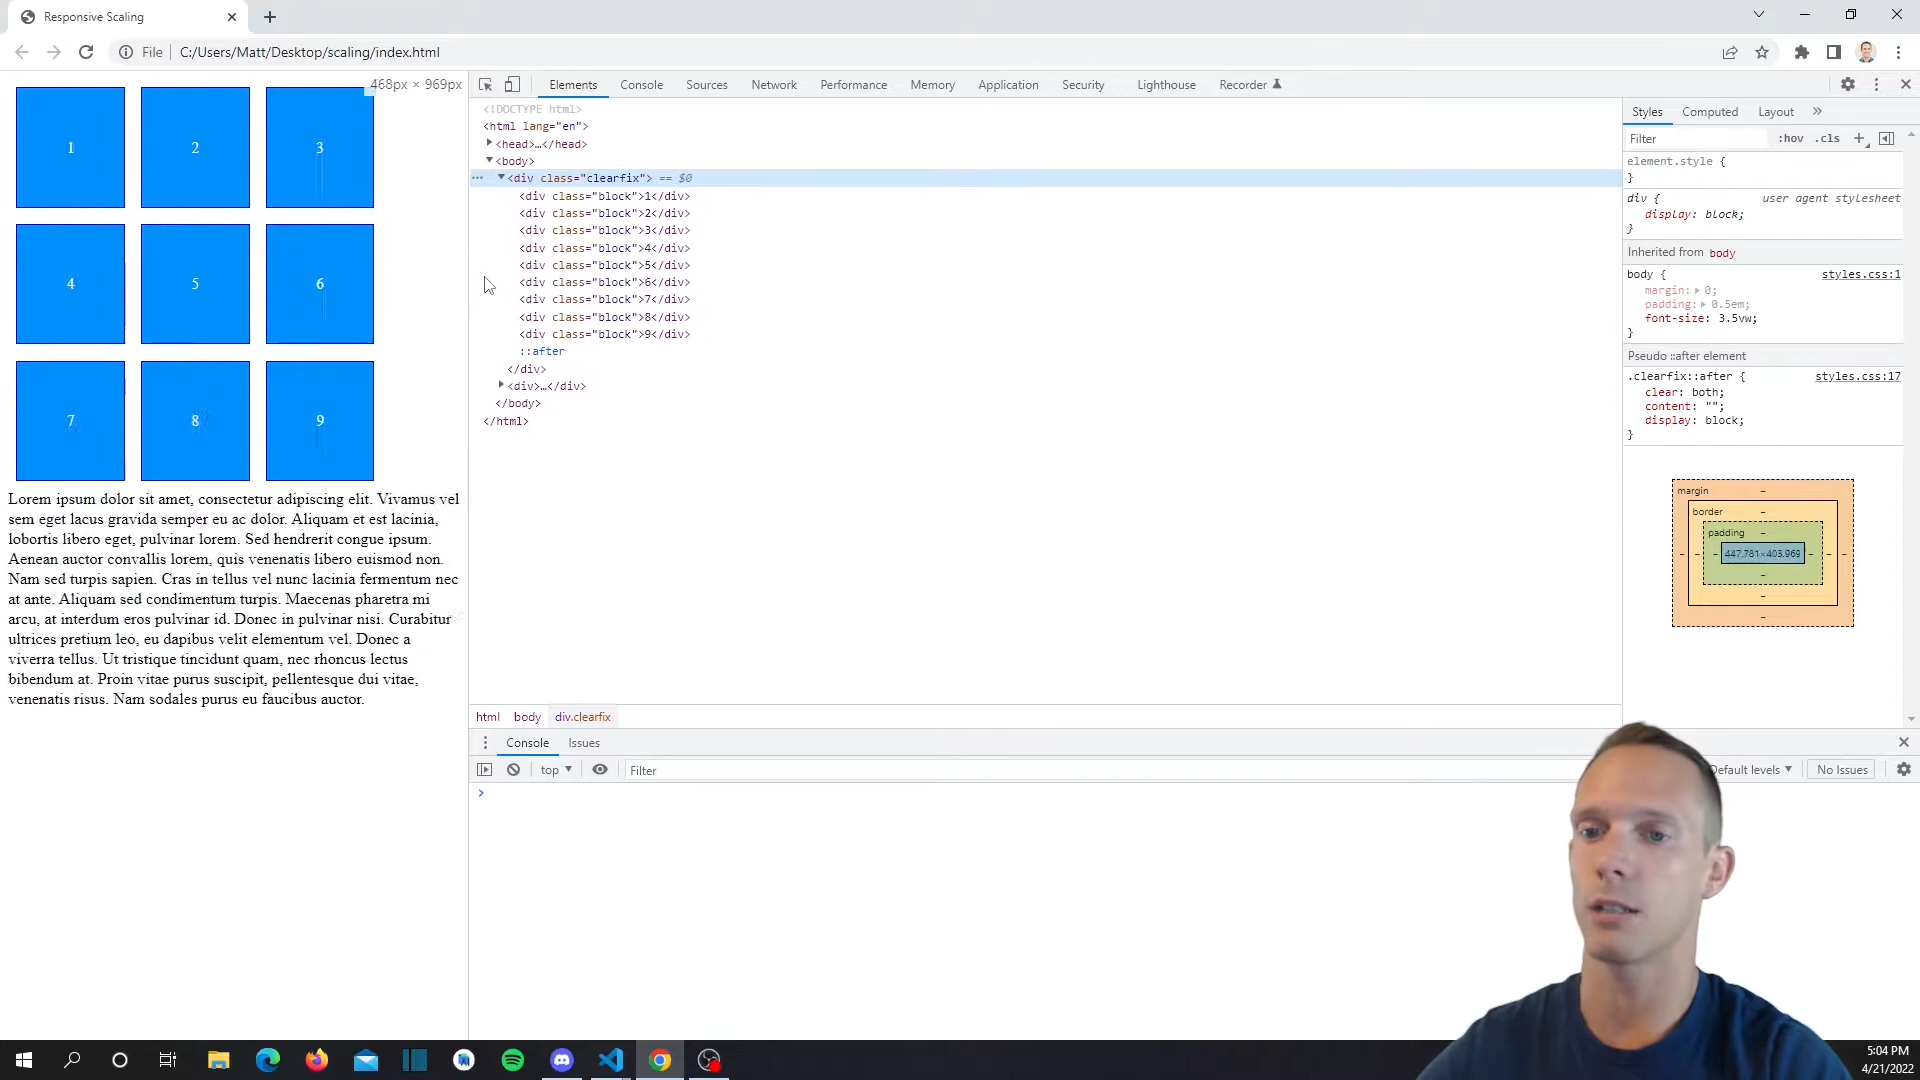 Responsive Scaling
File
C:/Users/Matt/Desktop/scaling/index.html
468px × 969px
1
2
3
4
5
6
7
8
9
Lorem ipsum dolor sit amet, consectetur adipiscing elit. Vivamus vel
sem eget lacus gravida semper eu ac dolor. Aliquam et est lacinia,
lobortis libero eget, pulvinar lorem. Sed hendrerit congue ipsum.
Aenean auctor convallis lorem, quis venenatis libero euismod non.
Nam sed turpis sapien. Cras in tellus vel nunc lacinia fermentum nec
at ante. Aliquam sed condimentum turpis. Maecenas pharetra mi
arcu, at interdum eros pulvinar id. Donec in pulvinar nisi. Curabitur
ultrices pretium leo, eu dapibus velit elementum vel. Donec a
viverra tellus. Ut tristique tincidunt quam, nec rhoncus lectus
bibendum at. Proin vitae purus suscipit, pellentesque dui vitae,
venenatis risus. Nam sodales purus eu faucibus auctor.
Elements Console Sources Network Performance Memory Application Security Lighthouse Recorder
<!DOCTYPE html>
<html lang="en">
<head>…</head>
<body>
<div class="clearfix"> == $0
<div class="block">1</div>
<div class="block">2</div>
<div class="block">3</div>
<div class="block">4</div>
<div class="block">5</div>
<div class="block">6</div>
<div class="block">7</div>
<div class="block">8</div>
<div class="block">9</div>
::after
</div>
<div>…</div>
</body>
</html>
html body div.clearfix
Styles Computed Layout
Filter :hov .cls
element.style {
}
div { user agent stylesheet
display: block;
}
Inherited from body
body { styles.css:1
margin: 0;
padding: 0.5em;
font-size: 3.5vw;
}
Pseudo ::after element
.clearfix::after { styles.css:17
clear: both;
content: "";
display: block;
}
margin –
border –
padding –
– – – 447.781×403.969 – – –
–
–
–
Console Issues
top Filter Default levels No Issues
5:04 PM
4/21/2022